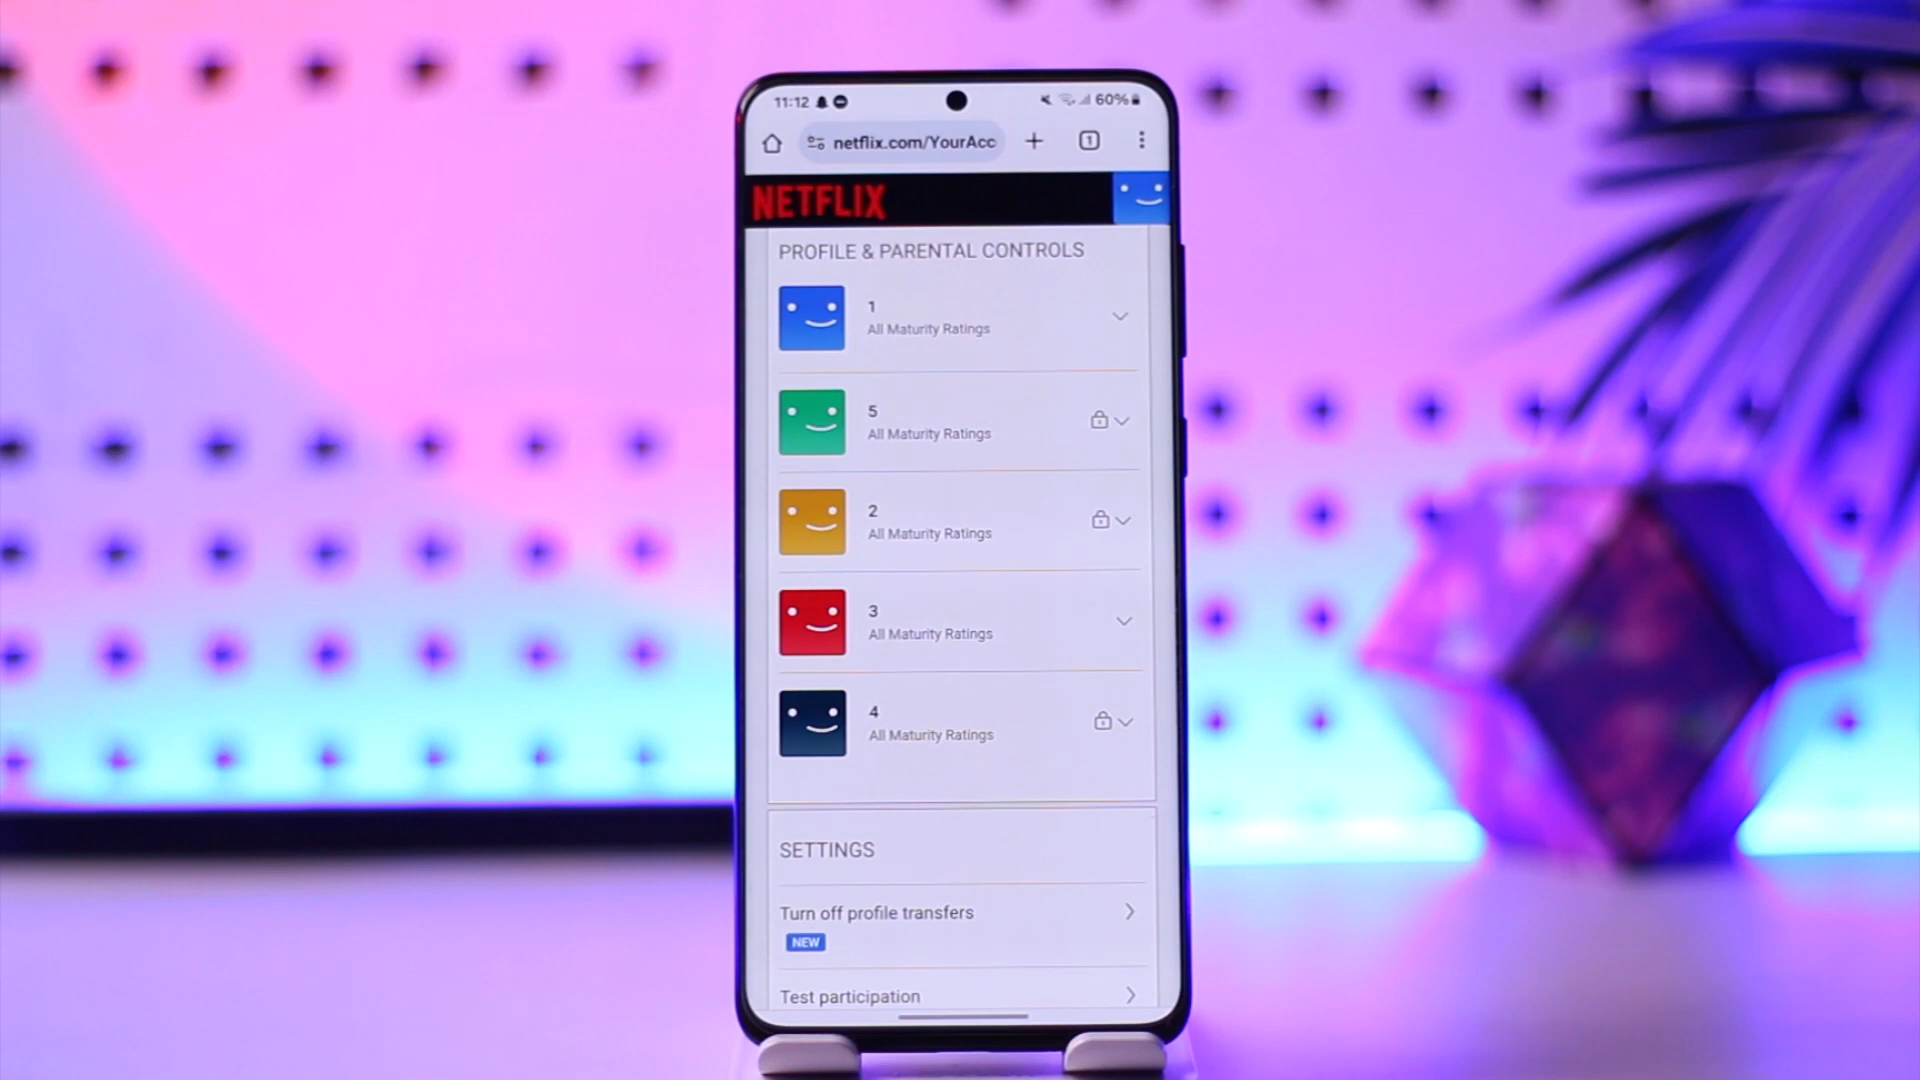 11:12 60%
netflix.com/YourAcc 1
NETFLIX
PROFILE & PARENTAL CONTROLS
1
All Maturity Ratings
5
All Maturity Ratings
2
All Maturity Ratings
3
All Maturity Ratings
4
All Maturity Ratings
SETTINGS
Turn off profile transfers
NEW
Test participation